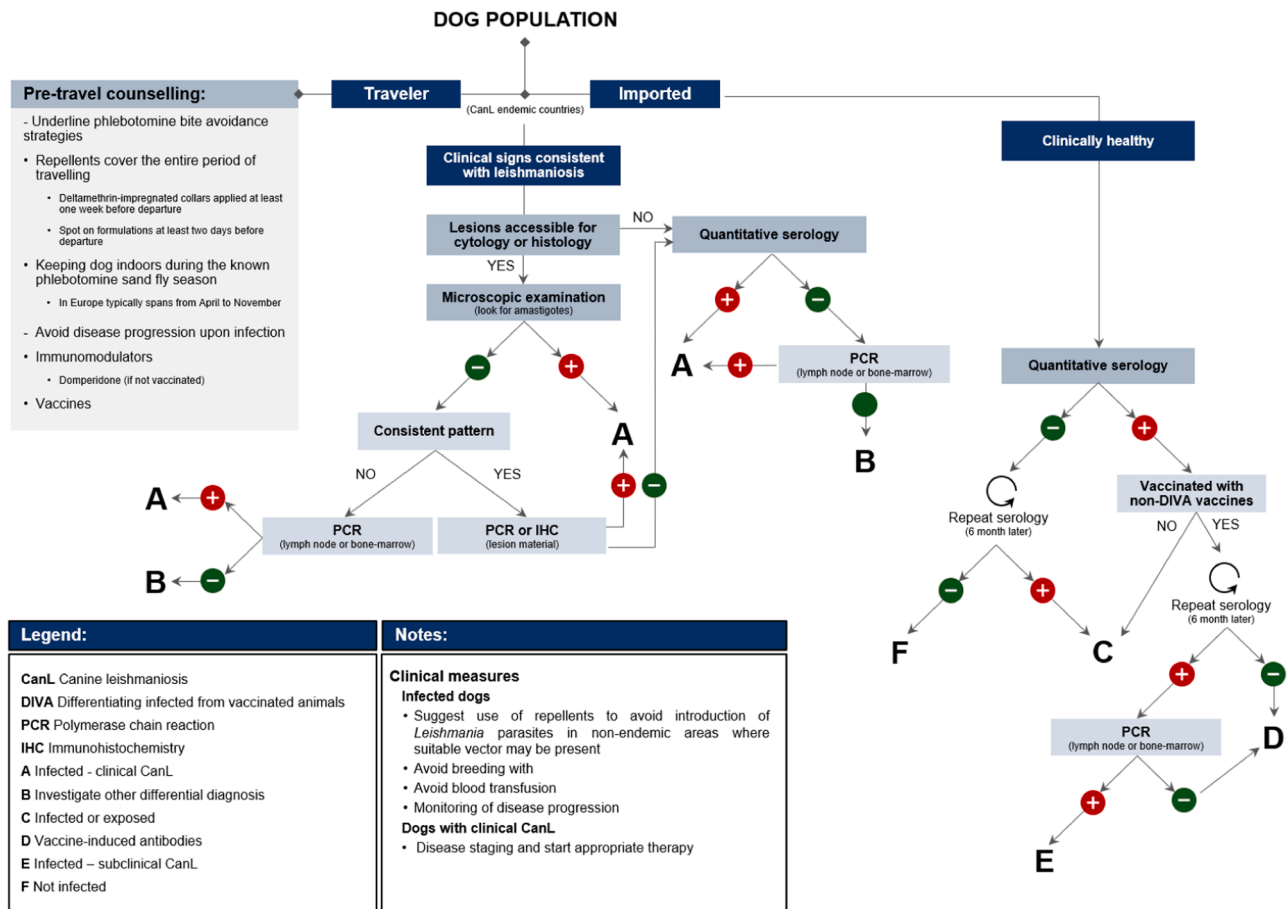 DOG POPULATION
Pre-travel counselling:
Traveler
(CanL endemic countries)
Imported
- Underline phlebotomine bite avoidance
strategies
• Repellents cover the entire period of
travelling
• Deltamethrin-impregnated collars applied at least
one week before departure
• Spot on formulations at least two days before
departure
• Keeping dog indoors during the known
phlebotomine sand fly season
• In Europe typically spans from April to November
- Avoid disease progression upon infection
• Immunomodulators
• Domperidone (if not vaccinated)
• Vaccines
Clinical signs consistent
with leishmaniosis
Clinically healthy
Lesions accessible for
cytology or histology
NO
Quantitative serology
YES
Microscopic examination
(look for amastigotes)
+
−
−
+
A
+
PCR
(lymph node or bone-marrow)
B
Consistent pattern
A
NO
YES
+
−
A
+
PCR
(lymph node or bone-marrow)
PCR or IHC
(lesion material)
B
−
Quantitative serology
−
+
Repeat serology
(6 month later)
Vaccinated with
non-DIVA vaccines
NO
YES
−
+
Repeat serology
(6 month later)
F
C
+
−
PCR
(lymph node or bone-marrow)
D
+
−
E
Legend:
CanL Canine leishmaniosis
DIVA Differentiating infected from vaccinated animals
PCR Polymerase chain reaction
IHC Immunohistochemistry
A Infected - clinical CanL
B Investigate other differential diagnosis
C Infected or exposed
D Vaccine-induced antibodies
E Infected – subclinical CanL
F Not infected
Notes:
Clinical measures
Infected dogs
• Suggest use of repellents to avoid introduction of
Leishmania parasites in non-endemic areas where
suitable vector may be present
• Avoid breeding with
• Avoid blood transfusion
• Monitoring of disease progression
Dogs with clinical CanL
• Disease staging and start appropriate therapy